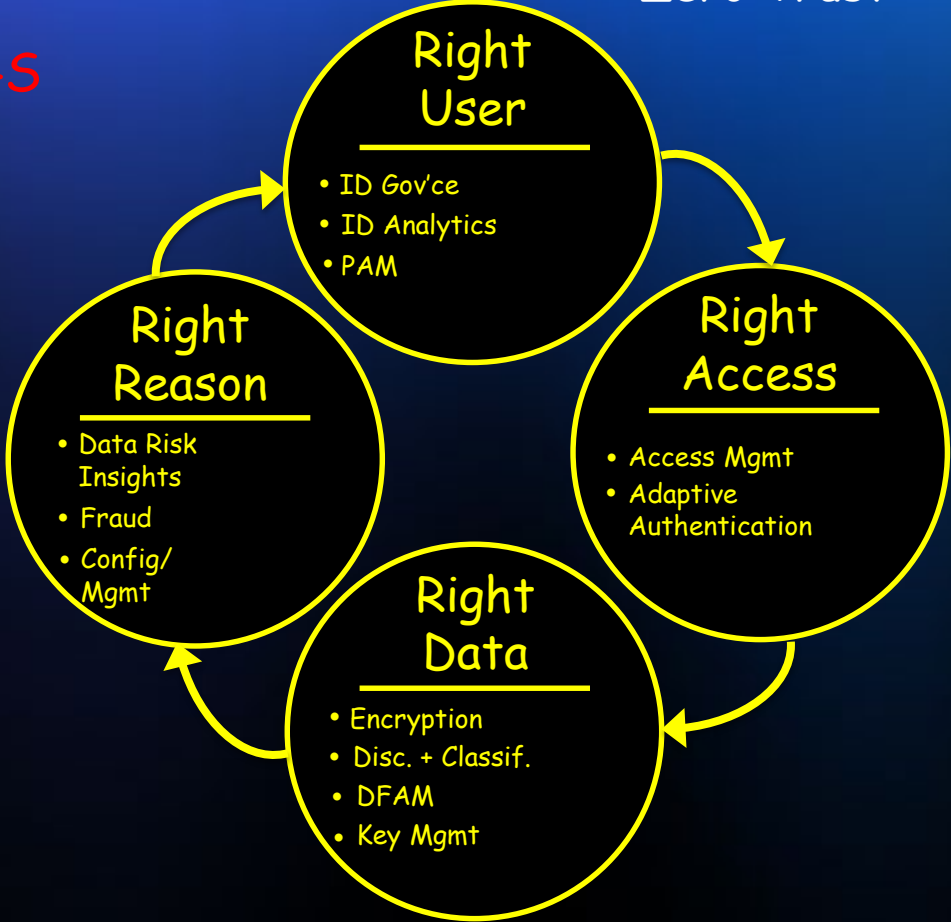 Right
User
• ID Gov'ce
• ID Analytics
• PAM
Right
Access
• Access Mgmt
• Adaptive
Authentication
Right
Data
• Encryption
• Disc. + Classif.
• DFAM
• Key Mgmt
Right
Reason
• Data Risk
Insights
• Fraud
• Config/
Mgmt